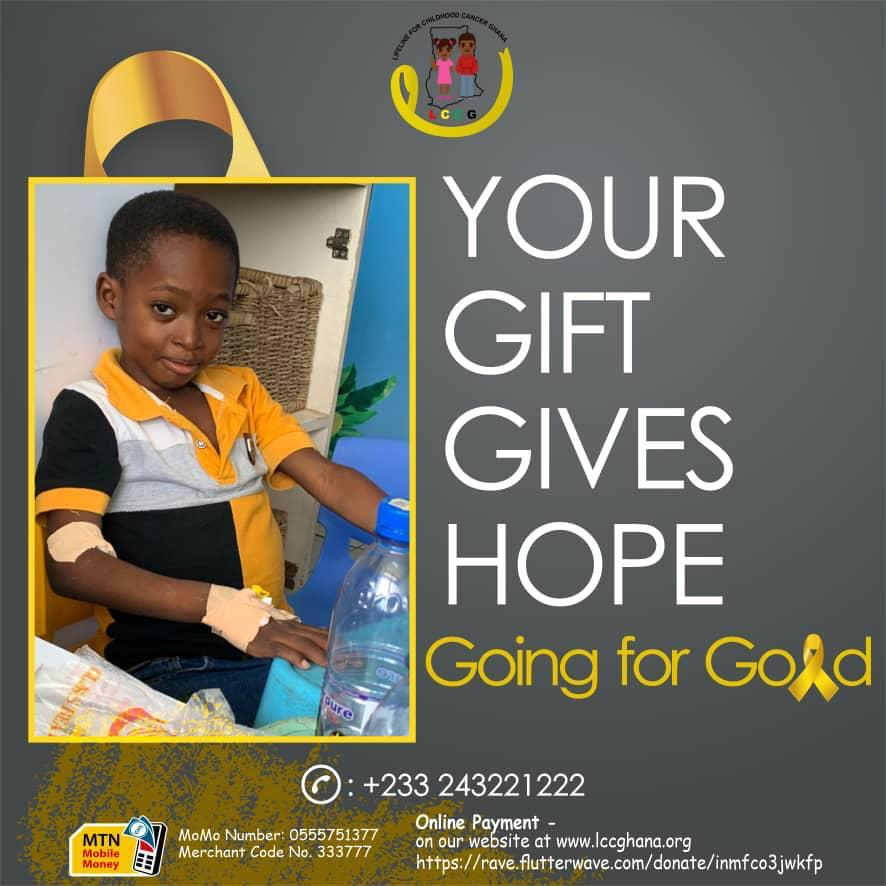 LIFELINE FOR CHILDHOOD CANCER GHANA
LCCG
YOUR
GIFT
GIVES
HOPE
Going for Gold
: +233 243221222
MTN
Mobile
Money
MoMo Number: 0555751377
Merchant Code No. 333777
Online Payment -
on our website at www.lccghana.org
https://rave.flutterwave.com/donate/inmfco3jwkfp
pure